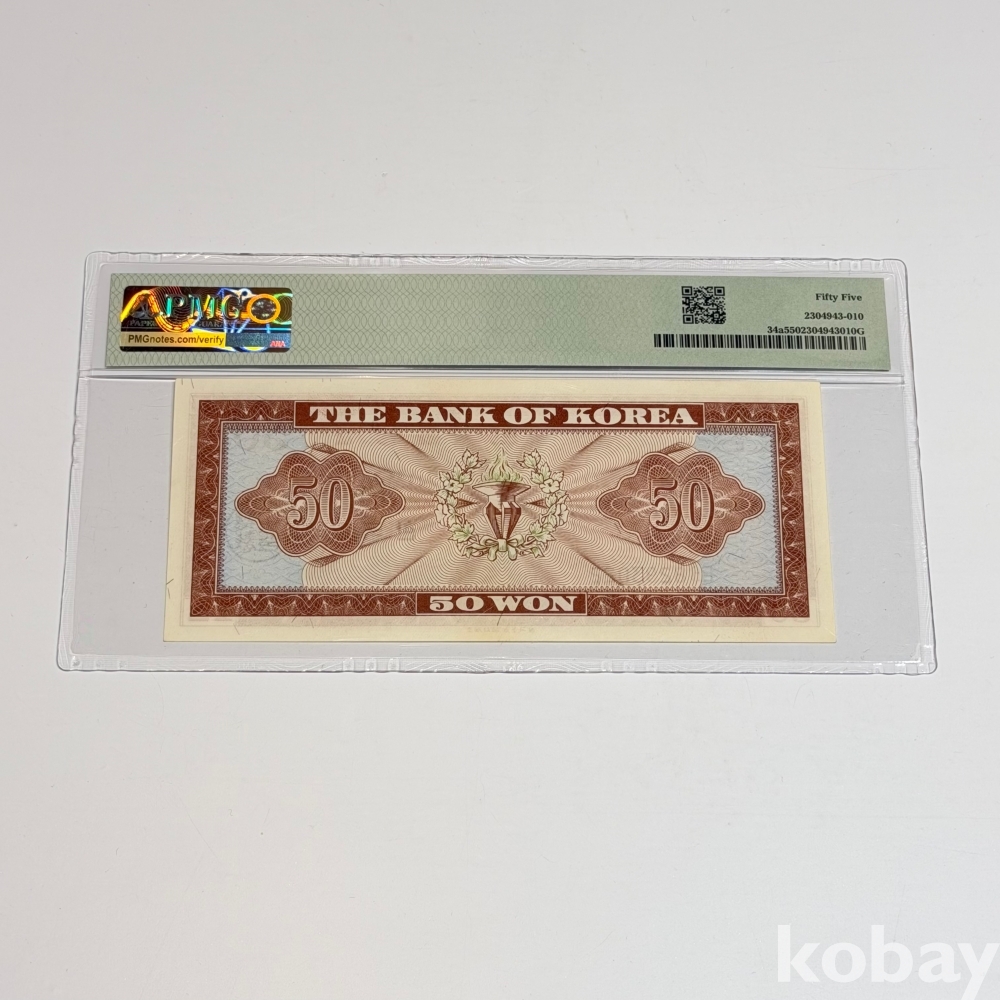 PMG
PMGnotes.com/verify
Fifty Five
2304943-010
34a5502304943010G
THE BANK OF KOREA
50
50
50 WON
kobay